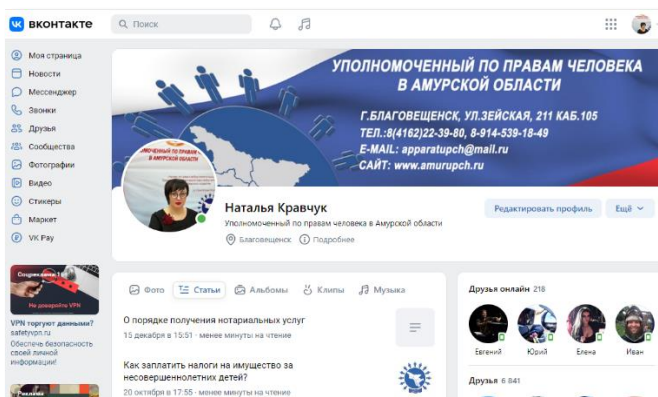 вконтакте
Поиск
УПОЛНОМОЧЕННЫЙ ПО ПРАВАМ ЧЕЛОВЕКА
В АМУРСКОЙ ОБЛАСТИ
Г.БЛАГОВЕЩЕНСК, УЛ.ЗЕЙСКАЯ, 211 КАБ.105
ТЕЛ.:8(4162)22-39-80, 8-914-539-18-49
E-MAIL: apparatupch@mail.ru
САЙТ: www.amurupch.ru
Моя страница
Новости
Мессенджер
Звонки
Друзья
Сообщества
Фотографии
Видео
Стикеры
Маркет
VK Pay
В АМУРСКОЙ ОБЛАСТИ
Наталья Кравчук
Уполномоченный по правам человека в Амурской области
Благовещенск
Подробнее
Редактировать профиль
Ещё
Не доверяйте VPN
VPN торгуют данными?
safetyvpn.ru
Обеспечь безопасность
своей личной
информации!
Фото
Статьи
Альбомы
Клипы
Музыка
О порядке получения нотариальных услуг
15 декабря в 15:51 · менее минуты на чтение
Как заплатить налоги на имущество за
несовершеннолетних детей?
20 октября в 17:55 · менее минуты на чтение
Друзья онлайн 218
Евгений
Юрий
Елена
Иван
Друзья 6 841